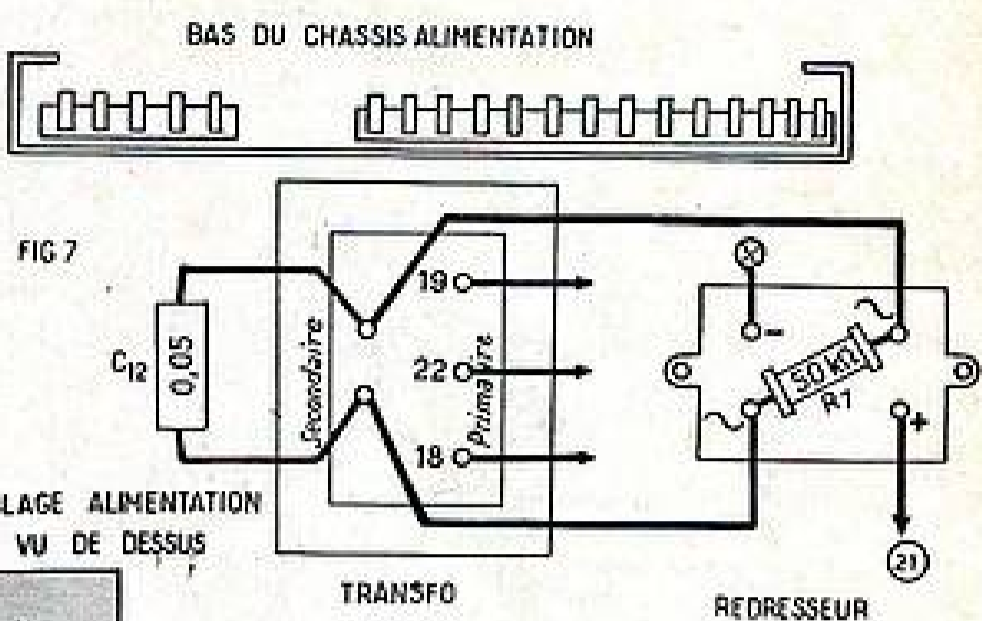 BAS DU CHASSIS ALIMENTATION
FIG 7
C12
0,05
Secondaire
Primaire
19
22
18
-
50 kΩ
R1
+
21
LAGE ALIMENTATION
VU DE DESSUS
TRANSFO
REDRESSEUR